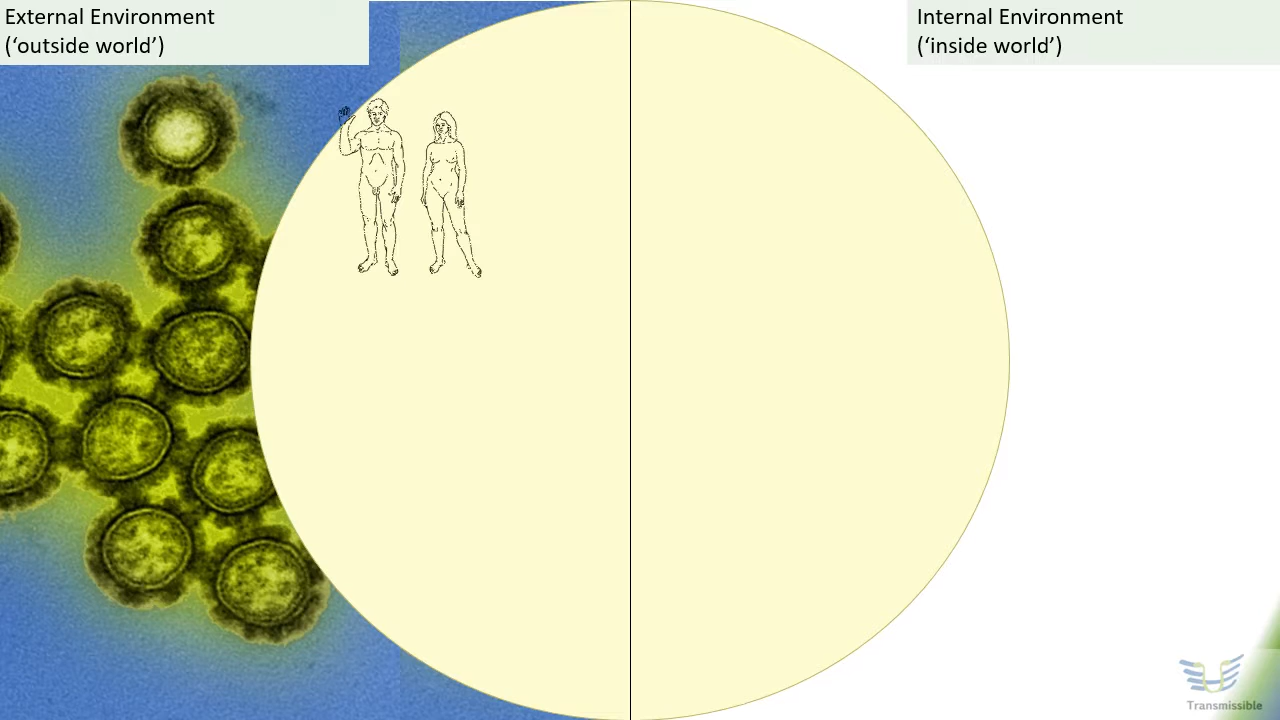 External Environment
(‘outside world’)
Internal Environment
(‘inside world’)
Transmissible